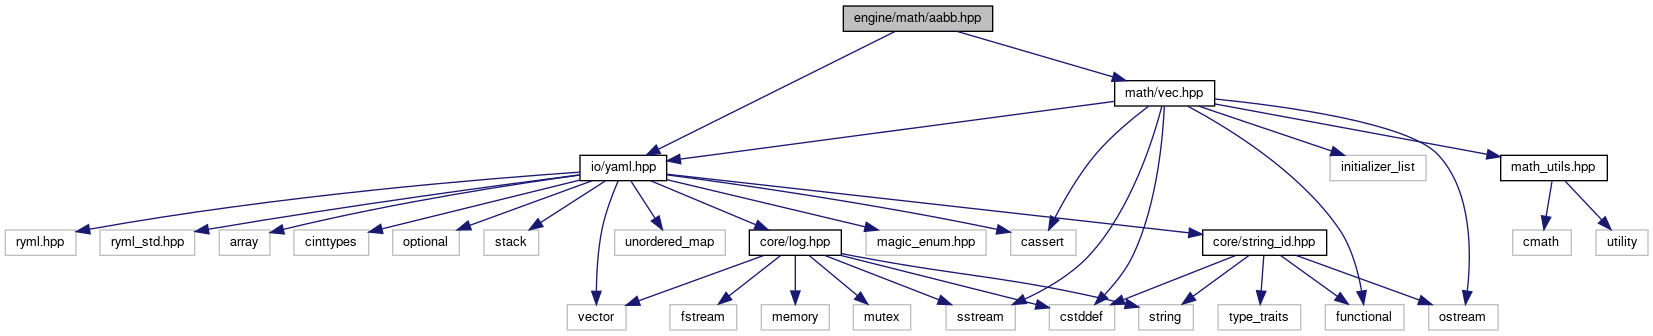 engine/math/aabb.hpp
math/vec.hpp
io/yaml.hpp
initializer_list
math_utils.hpp
ryml.hpp
ryml_std.hpp
array
cinttypes
optional
stack
unordered_map
core/log.hpp
magic_enum.hpp
cassert
core/string_id.hpp
cmath
utility
vector
fstream
memory
mutex
sstream
cstddef
string
type_traits
functional
ostream